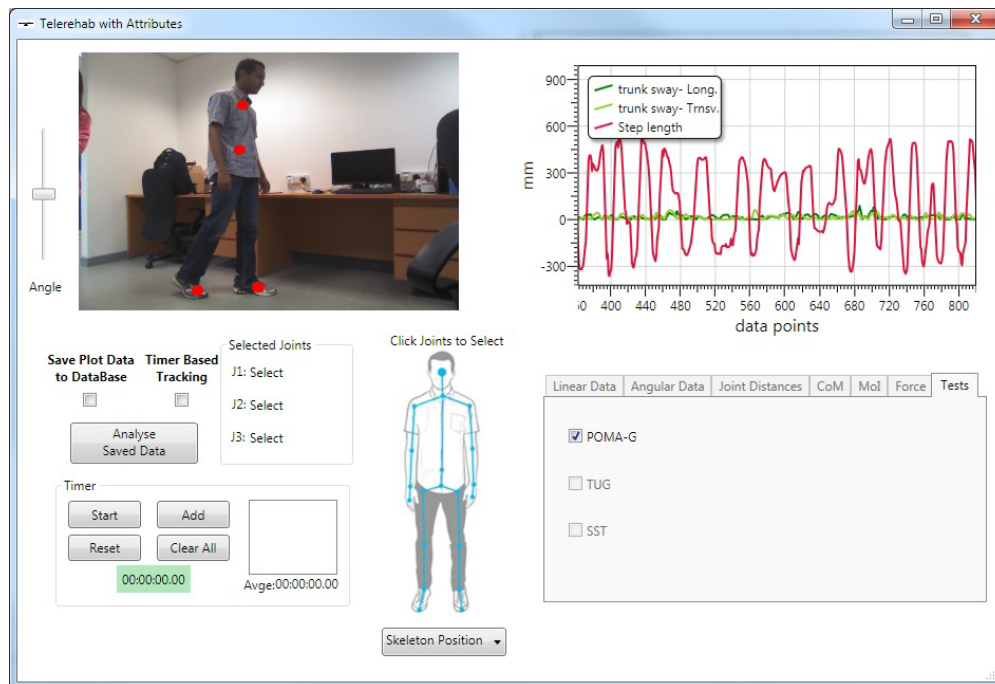 Telerehab with Attributes
Angle
900
600
300
0
-300
mm
trunk sway- Long.
trunk sway- Trnsv.
Step length
400 440 480 520 560 600 640 680 720 760 800
data points
Save Plot Data
to DataBase
Timer Based
Tracking
Analyse
Saved Data
Selected Joints
J1: Select
J2: Select
J3: Select
Timer
Start
Add
Reset
Clear All
00:00:00.00
Avge:00:00:00.00
Click Joints to Select
Skeleton Position
Linear Data
Angular Data
Joint Distances
CoM
MoI
Force
Tests
POMA-G
TUG
SST